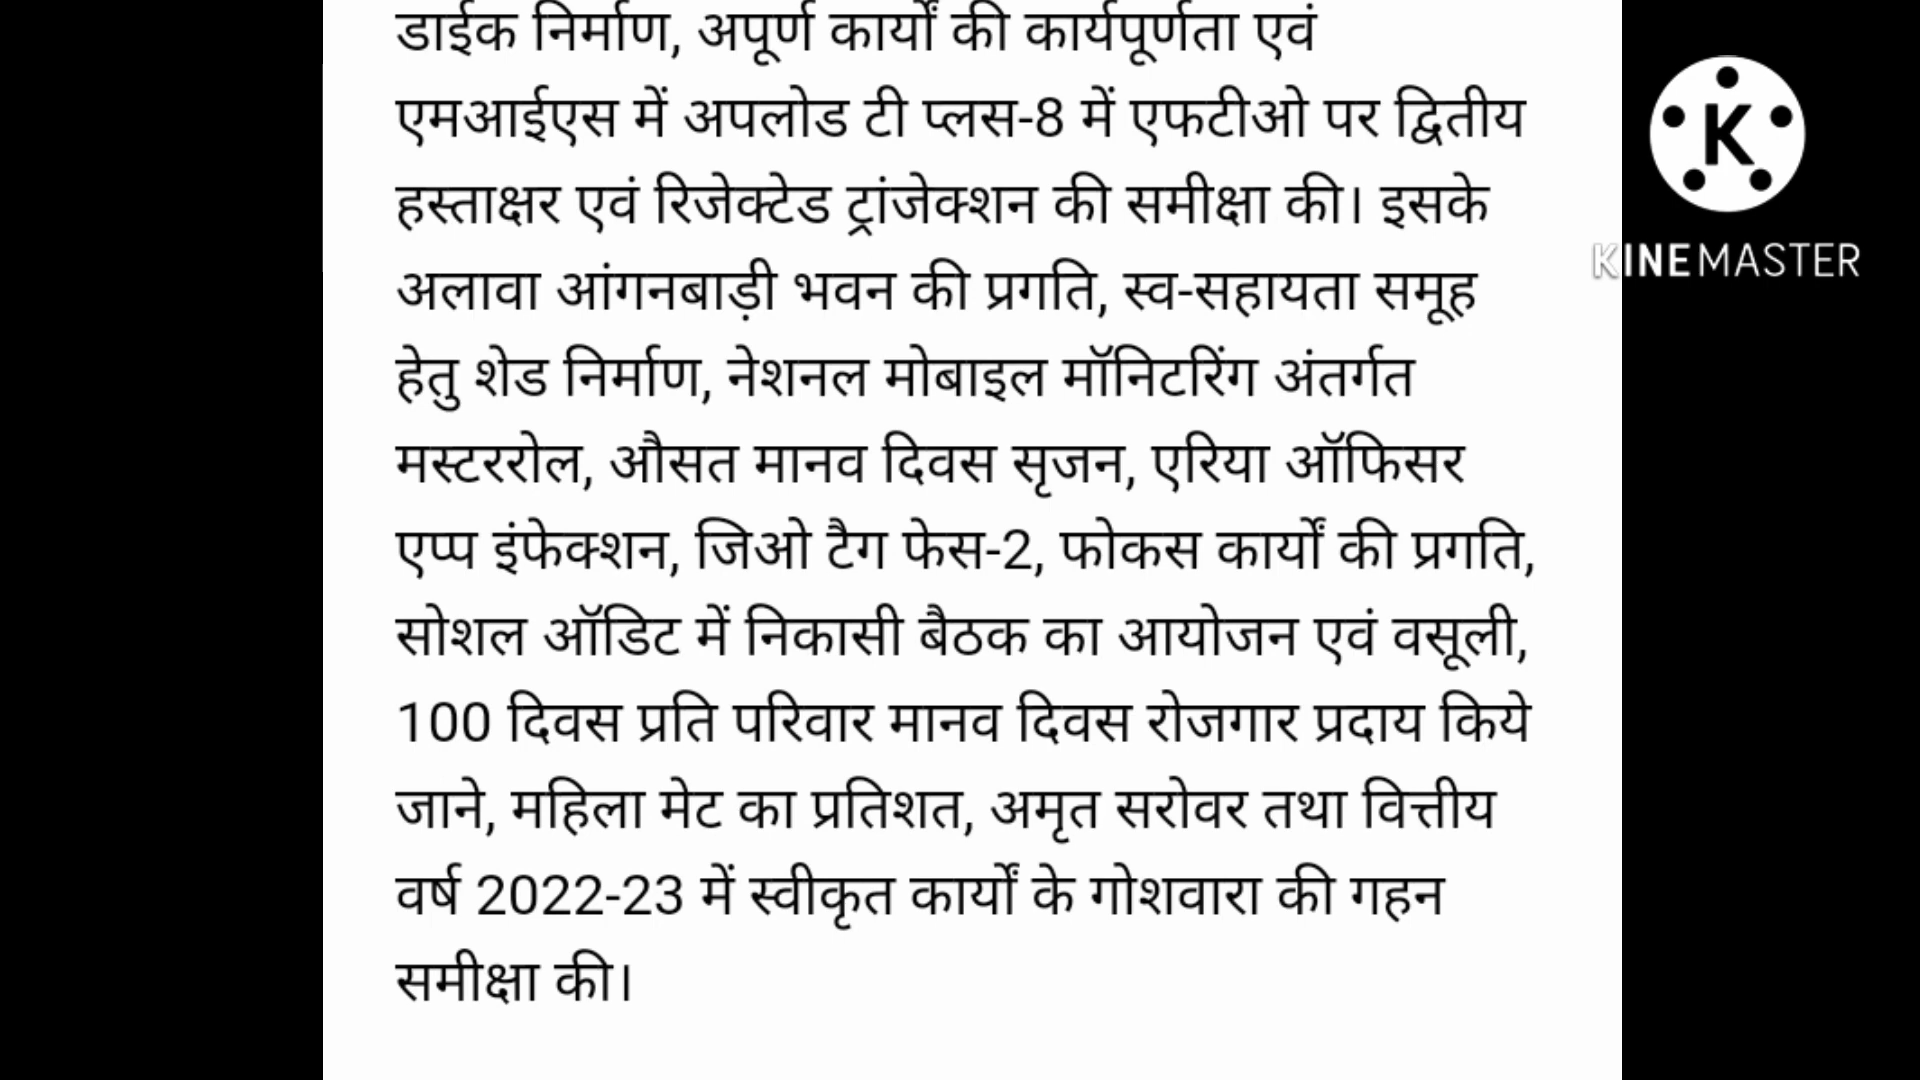 डाईक निर्माण, अपूर्ण कार्यों की कार्यपूर्णता एवं
एमआईएस में अपलोड टी प्लस-8 में एफटीओ पर द्वितीय
हस्ताक्षर एवं रिजेक्टेड ट्रांजेक्शन की समीक्षा की। इसके
अलावा आंगनबाड़ी भवन की प्रगति, स्व-सहायता समूह
हेतु शेड निर्माण, नेशनल मोबाइल मॉनिटरिंग अंतर्गत
मस्टररोल, औसत मानव दिवस सृजन, एरिया ऑफिसर
एप्प इंफेक्शन, जिओ टैग फेस-2, फोकस कार्यों की प्रगति,
सोशल ऑडिट में निकासी बैठक का आयोजन एवं वसूली,
100 दिवस प्रति परिवार मानव दिवस रोजगार प्रदाय किये
जाने, महिला मेट का प्रतिशत, अमृत सरोवर तथा वित्तीय
वर्ष 2022-23 में स्वीकृत कार्यों के गोशवारा की गहन
समीक्षा की।
K
KINEMASTER